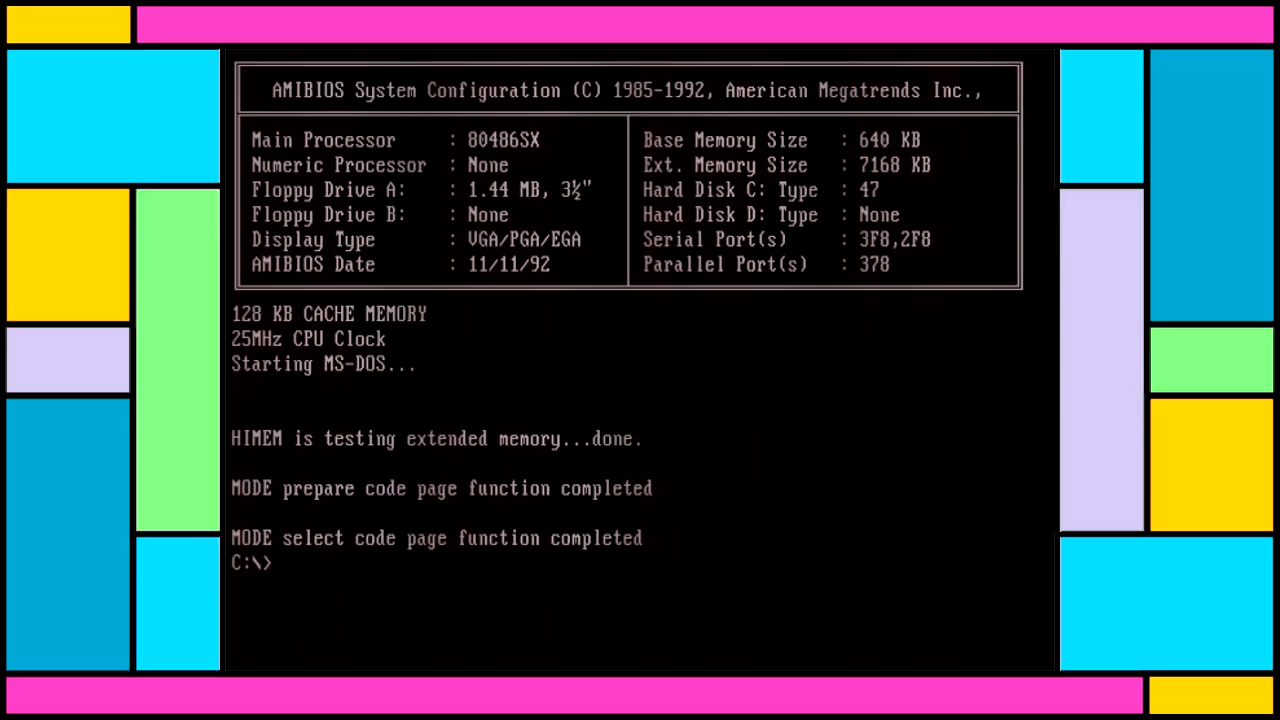 AMIBIOS System Configuration (C) 1985-1992, American Megatrends Inc.,
Main Processor : 80486SX Base Memory Size : 640 KB
Numeric Processor : None Ext. Memory Size : 7168 KB
Floppy Drive A: : 1.44 MB, 3½" Hard Disk C: Type : 47
Floppy Drive B: : None Hard Disk D: Type : None
Display Type : VGA/PGA/EGA Serial Port(s) : 3F8,2F8
AMIBIOS Date : 11/11/92 Parallel Port(s) : 378
128 KB CACHE MEMORY
25MHz CPU Clock
Starting MS-DOS...
HIMEM is testing extended memory...done.
MODE prepare code page function completed
MODE select code page function completed
C:\>